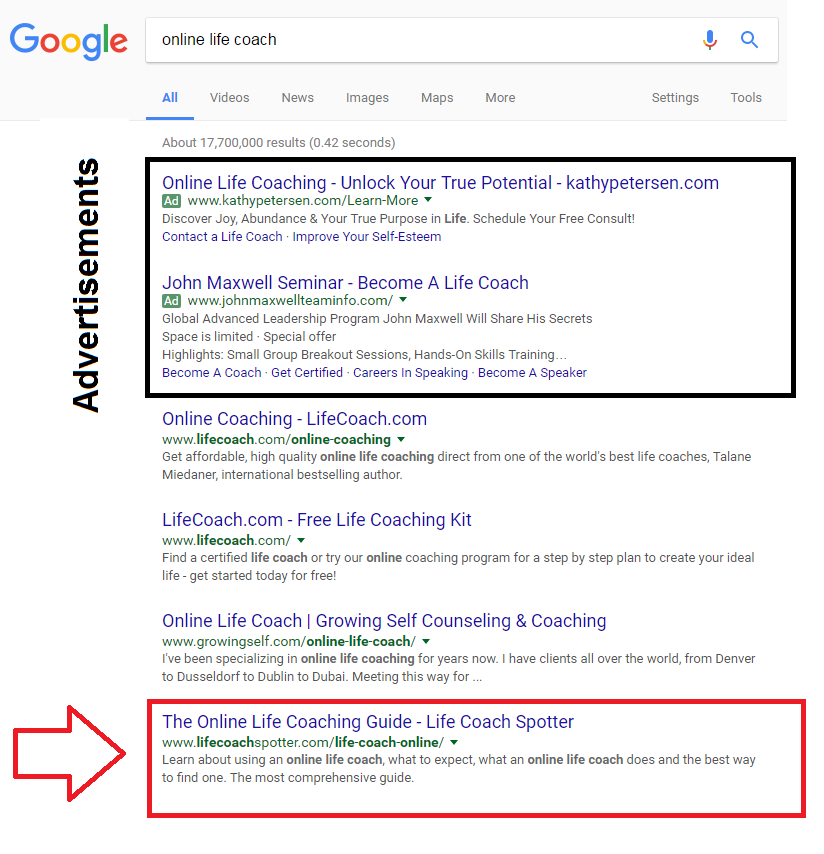 Google
online life coach
All Videos News Images Maps More Settings Tools
About 17,700,000 results (0.42 seconds)
Advertisements
Online Life Coaching - Unlock Your True Potential - kathypetersen.com
Ad www.kathypetersen.com/Learn-More
Discover Joy, Abundance & Your True Purpose in Life. Schedule Your Free Consult!
Contact a Life Coach · Improve Your Self-Esteem
John Maxwell Seminar - Become A Life Coach
Ad www.johnmaxwellteaminfo.com/
Global Advanced Leadership Program John Maxwell Will Share His Secrets
Space is limited · Special offer
Highlights: Small Group Breakout Sessions, Hands-On Skills Training…
Become A Coach · Get Certified · Careers In Speaking · Become A Speaker
Online Coaching - LifeCoach.com
www.lifecoach.com/online-coaching
Get affordable, high quality online life coaching direct from one of the world's best life coaches, Talane
Miedaner, international bestselling author.
LifeCoach.com - Free Life Coaching Kit
www.lifecoach.com/
Find a certified life coach or try our online coaching program for a step by step plan to create your ideal
life - get started today for free!
Online Life Coach | Growing Self Counseling & Coaching
www.growingself.com/online-life-coach/
I've been specializing in online life coaching for years now. I have clients all over the world, from Denver
to Dusseldorf to Dublin to Dubai. Meeting this way for ...
The Online Life Coaching Guide - Life Coach Spotter
www.lifecoachspotter.com/life-coach-online/
Learn about using an online life coach, what to expect, what an online life coach does and the best way
to find one. The most comprehensive guide.